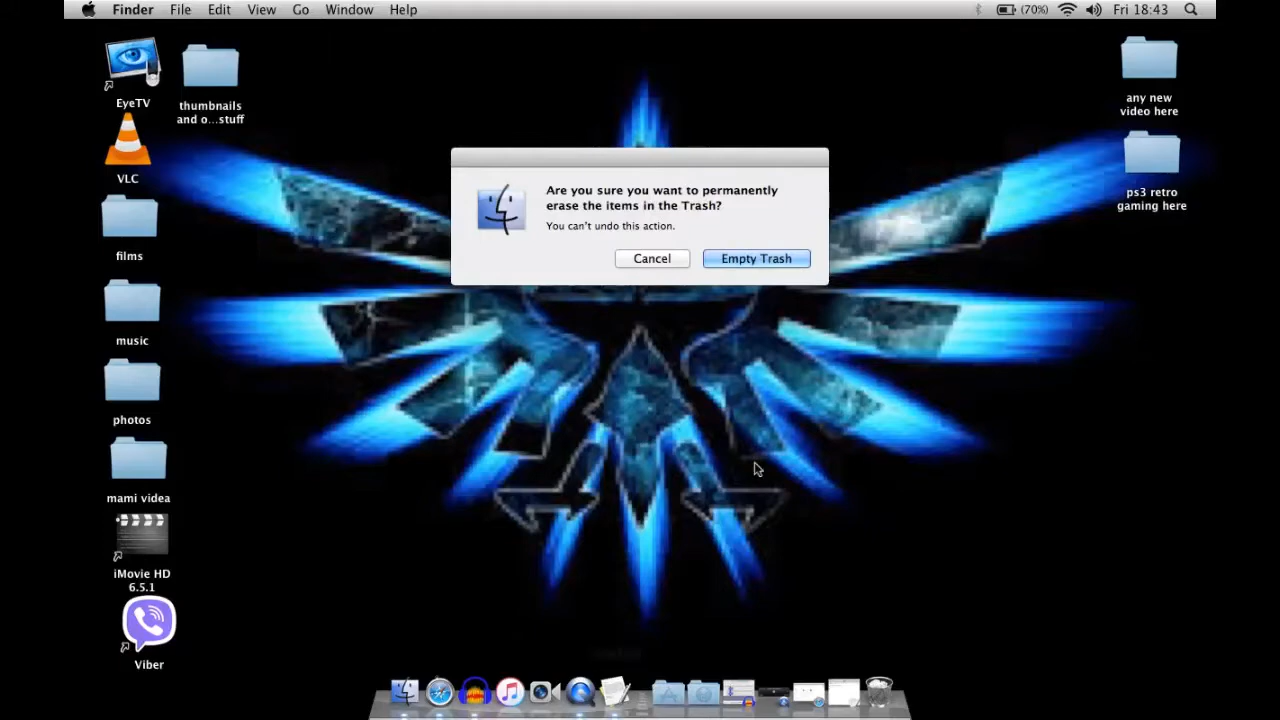 Finder File Edit View Go Window Help
(70%) Fri 18:43
EyeTV
thumbnails
and o...stuff
any new
video here
VLC
ps3 retro
gaming here
Are you sure you want to permanently
erase the items in the Trash?
You can't undo this action.
Cancel Empty Trash
films
music
photos
mami videa
iMovie HD
6.5.1
Viber